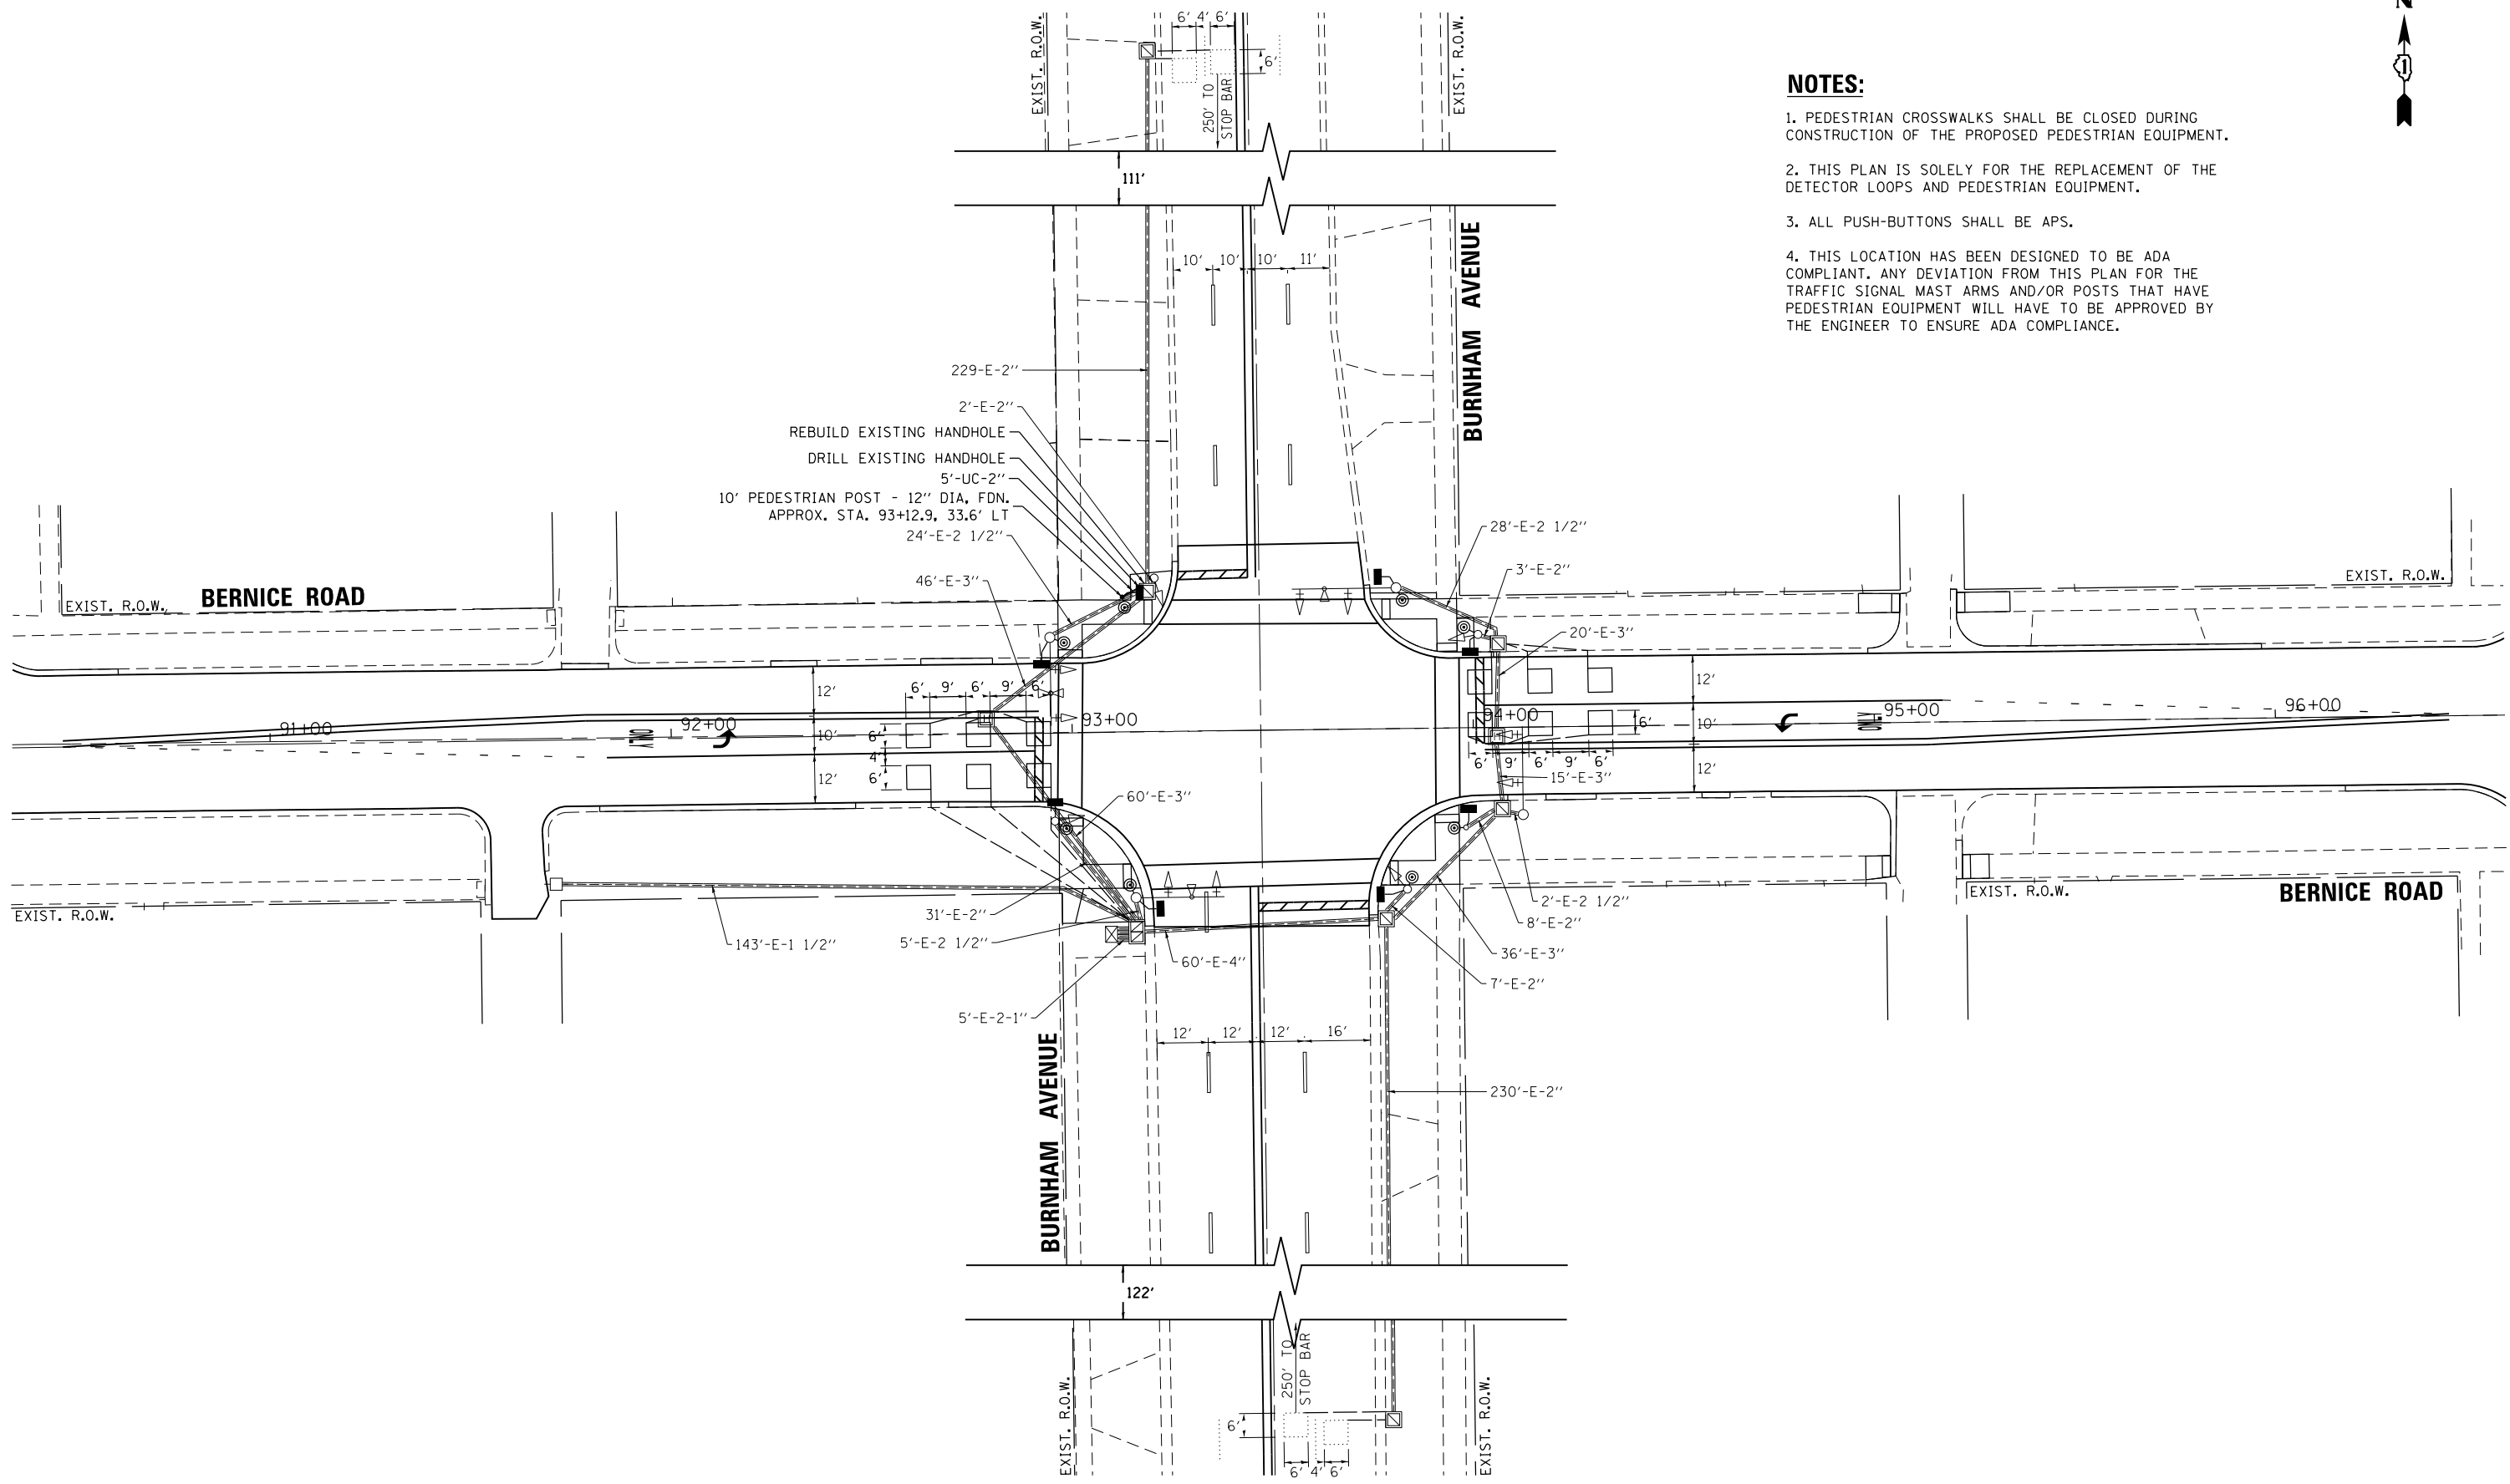 N
1
NOTES:
1. PEDESTRIAN CROSSWALKS SHALL BE CLOSED DURING
CONSTRUCTION OF THE PROPOSED PEDESTRIAN EQUIPMENT.
2. THIS PLAN IS SOLELY FOR THE REPLACEMENT OF THE
DETECTOR LOOPS AND PEDESTRIAN EQUIPMENT.
3. ALL PUSH-BUTTONS SHALL BE APS.
4. THIS LOCATION HAS BEEN DESIGNED TO BE ADA
COMPLIANT. ANY DEVIATION FROM THIS PLAN FOR THE
TRAFFIC SIGNAL MAST ARMS AND/OR POSTS THAT HAVE
PEDESTRIAN EQUIPMENT WILL HAVE TO BE APPROVED BY
THE ENGINEER TO ENSURE ADA COMPLIANCE.
6' 4' 6'
6'
EXIST. R.O.W.
EXIST. R.O.W.
250' TO
STOP BAR
111'
BURNHAM AVENUE
10' 10' 10' 11'
229-E-2''
2'-E-2''
REBUILD EXISTING HANDHOLE
DRILL EXISTING HANDHOLE
5'-UC-2''
10' PEDESTRIAN POST - 12'' DIA, FDN.
APPROX. STA. 93+12.9, 33.6' LT
24'-E-2 1/2''
46'-E-3''
28'-E-2 1/2''
3'-E-2''
20'-E-3''
EXIST. R.O.W.
BERNICE ROAD
EXIST. R.O.W.
12'
10'
12'
6' 9' 6' 9' 6'
6'
4'
6'
91+00
92+00
93+00
94+00
95+00
96+00
12'
10'
12'
6'
6' 9' 6' 9' 6'
15'-E-3''
60'-E-3''
EXIST. R.O.W.
EXIST. R.O.W.
BERNICE ROAD
143'-E-1 1/2''
31'-E-2''
5'-E-2 1/2''
5'-E-2-1''
60'-E-4''
2'-E-2 1/2''
8'-E-2''
36'-E-3''
7'-E-2''
12' 12' 12' 16'
BURNHAM AVENUE
230'-E-2''
122'
250' TO
STOP BAR
EXIST. R.O.W.
EXIST. R.O.W.
6'
6' 4' 6'